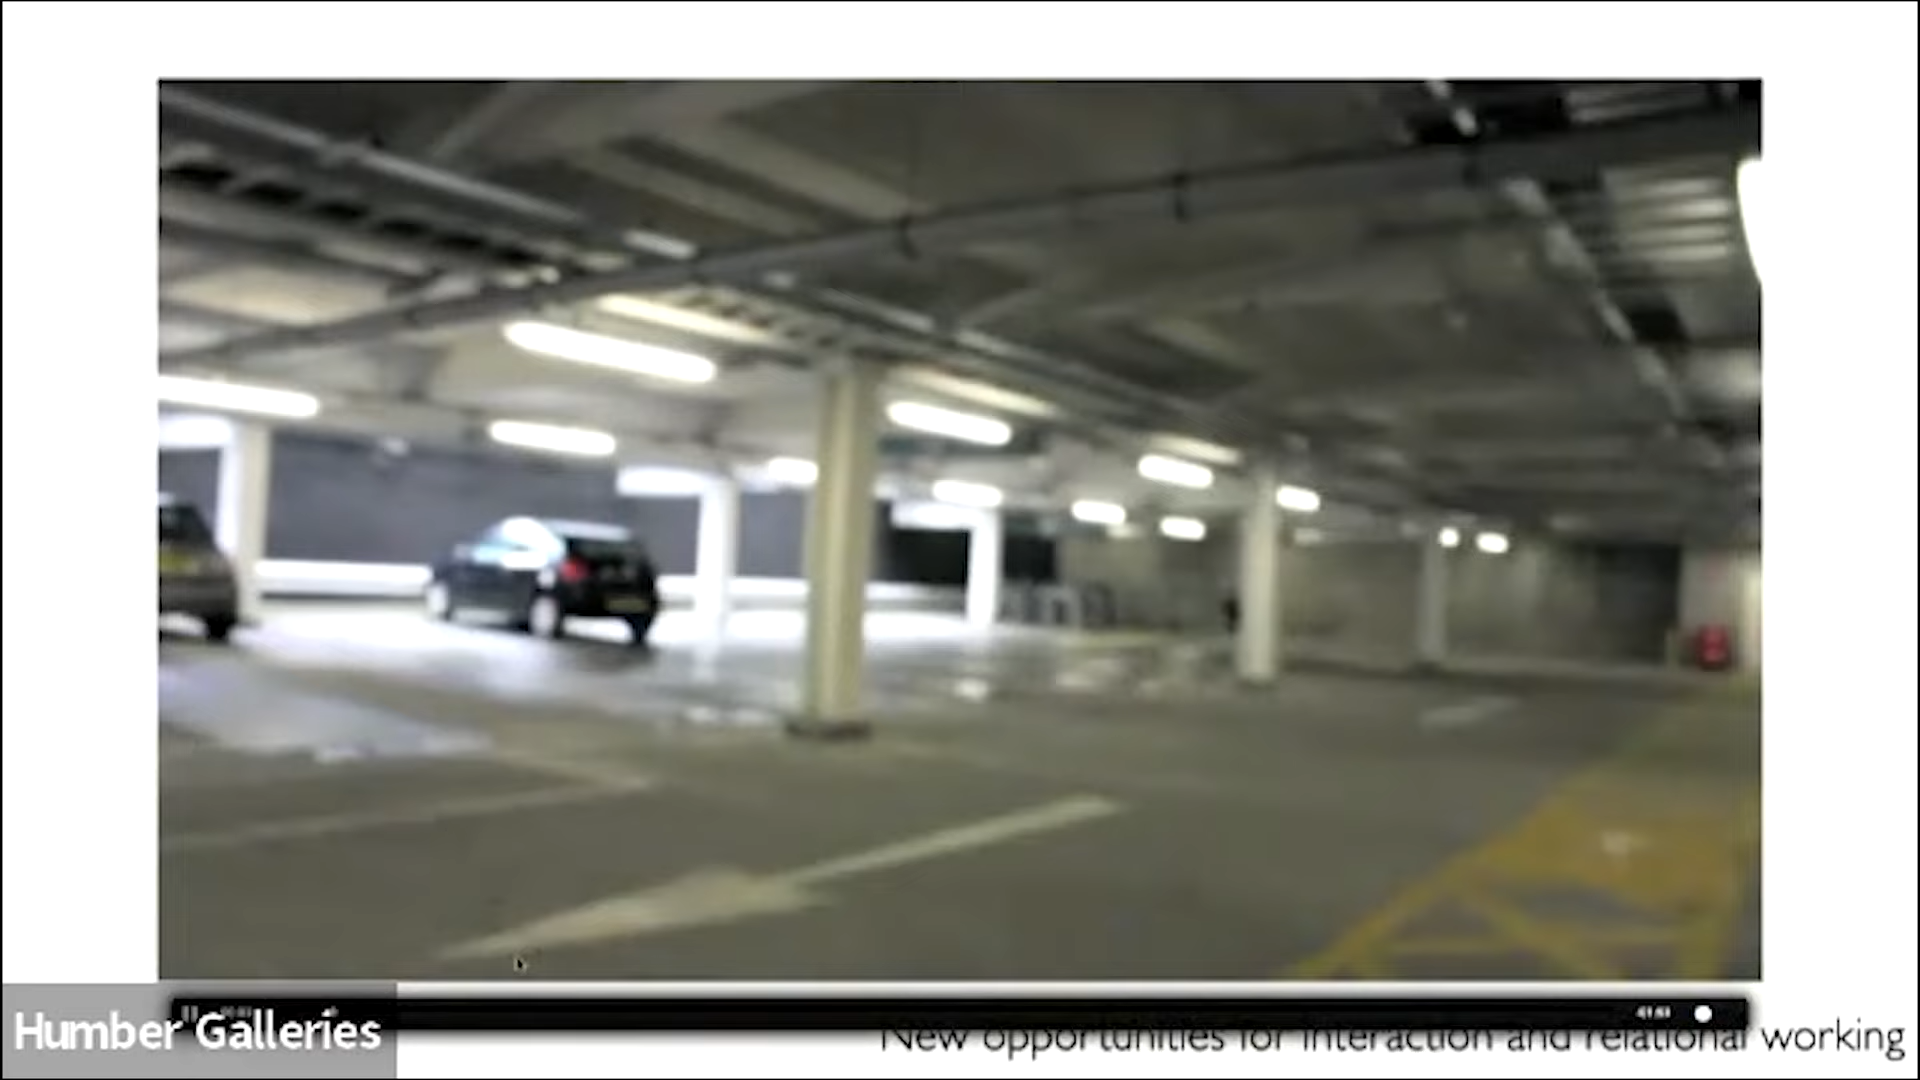 Humber Galleries
New opportunities for interaction and relational working